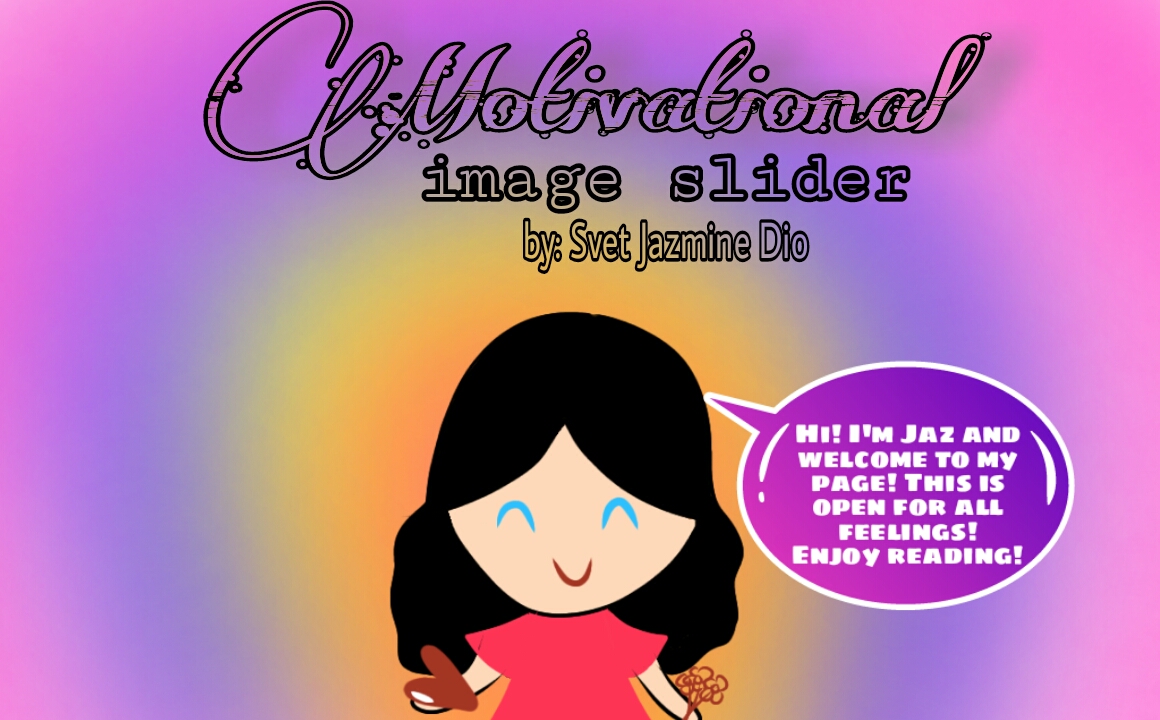 Motivational
image slider
by: Svet Jazmine Dio
Hi! I'm Jaz and
welcome to my
page! This is
open for all
feelings!
Enjoy reading!